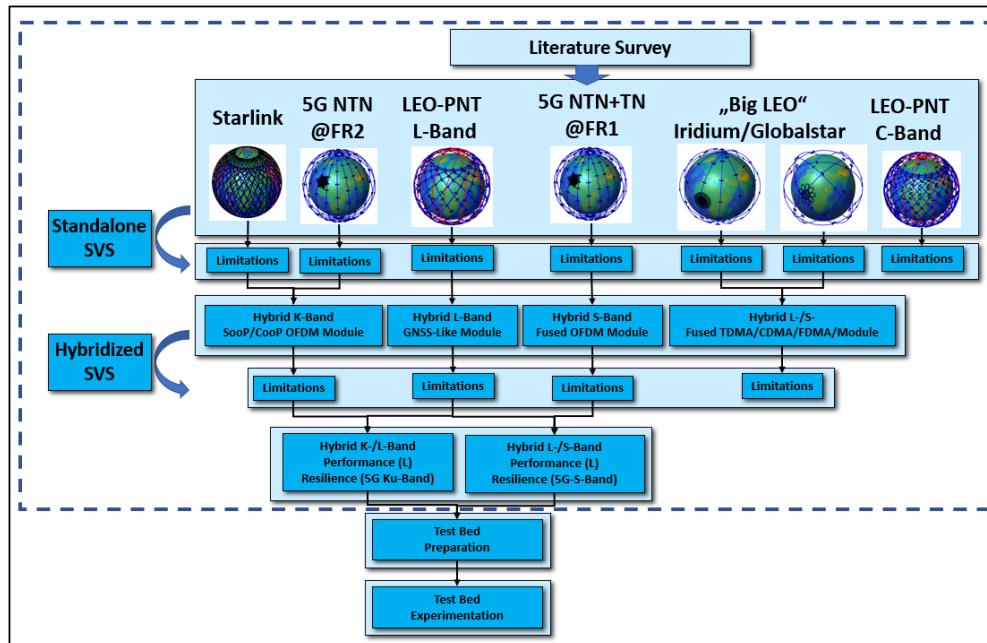 Literature Survey
Starlink
5G NTN
@FR2
LEO-PNT
L-Band
5G NTN+TN
@FR1
„Big LEO“
Iridium/Globalstar
LEO-PNT
C-Band
Standalone
SVS
Limitations
Limitations
Limitations
Limitations
Limitations
Limitations
Limitations
Hybrid K-Band
SooP/CooP OFDM Module
Hybrid L-Band
GNSS-Like Module
Hybrid S-Band
Fused OFDM Module
Hybrid L-/S-
Fused TDMA/CDMA/FDMA/Module
Hybridized
SVS
Limitations
Limitations
Limitations
Limitations
Hybrid K-/L-Band
Performance (L)
Resilience (5G Ku-Band)
Hybrid L-/S-Band
Performance (L)
Resilience (5G-S-Band)
Test Bed
Preparation
Test Bed
Experimentation